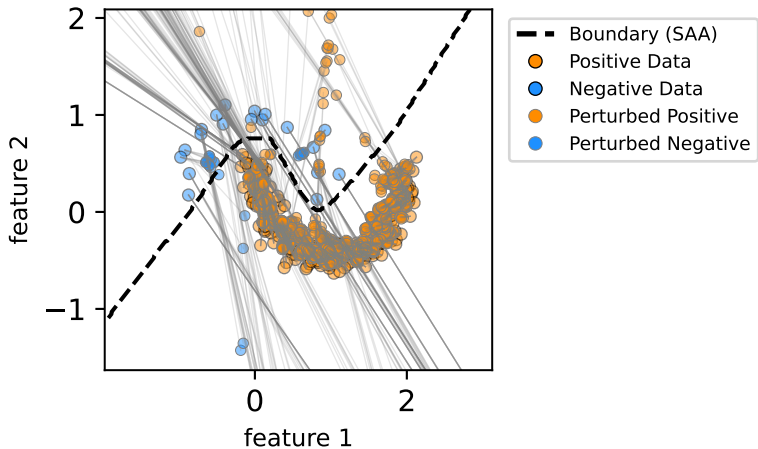 2
1
0
−1
0
2
feature 2
feature 1
Boundary (SAA)
Positive Data
Negative Data
Perturbed Positive
Perturbed Negative